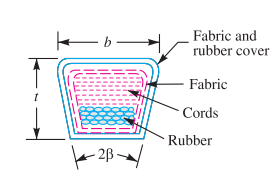 b
Fabric and
rubber cover
t
Fabric
Cords
Rubber
2β